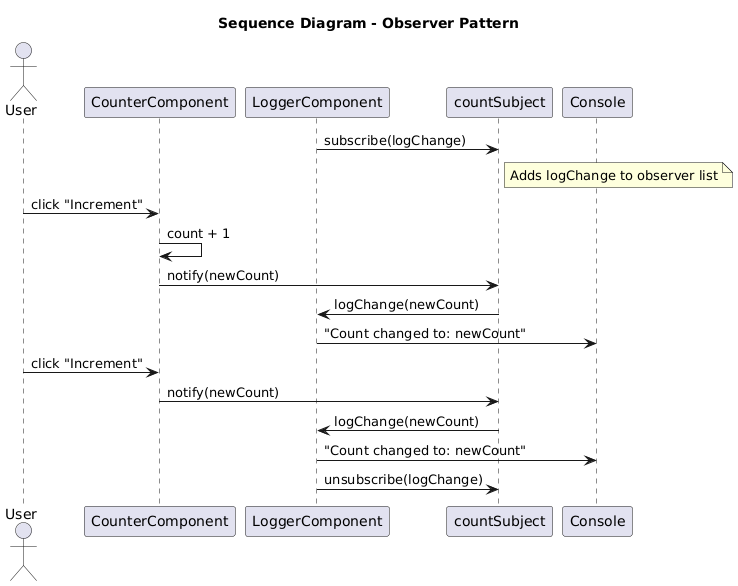 Sequence Diagram - Observer Pattern
User
CounterComponent
LoggerComponent
countSubject
Console
subscribe(logChange)
Adds logChange to observer list
click "Increment"
count + 1
notify(newCount)
logChange(newCount)
"Count changed to: newCount"
click "Increment"
notify(newCount)
logChange(newCount)
"Count changed to: newCount"
unsubscribe(logChange)
User
CounterComponent
LoggerComponent
countSubject
Console